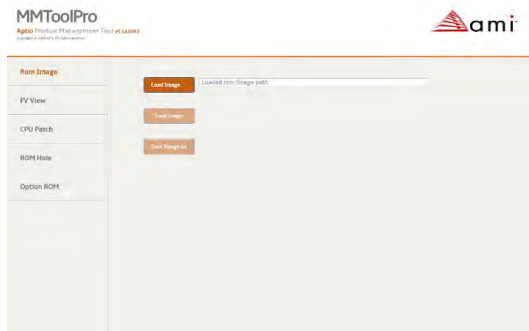 MMToolPro
Aptio Module Management Tool
ami
Rom Image
FV View
CPU Patch
ROM Hole
Option ROM
Load Image
Loaded rom image path
Save Image
Save Image As